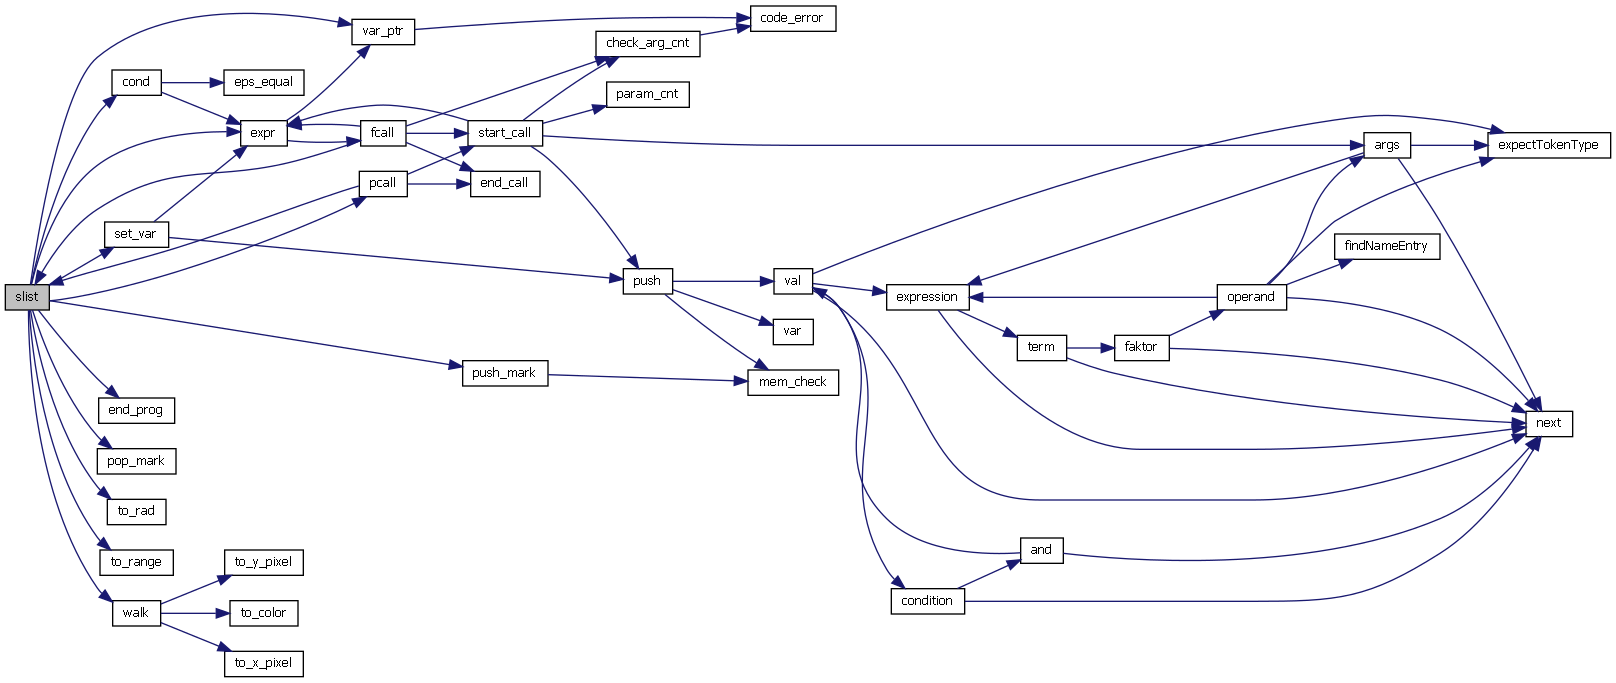 code_error
var_ptr
check_arg_cnt
cond
eps_equal
param_cnt
expr
fcall
start_call
args
expectTokenType
pcall
end_call
set_var
findNameEntry
push
val
slist
expression
operand
var
term
faktor
push_mark
mem_check
end_prog
next
pop_mark
to_rad
and
to_range
to_y_pixel
condition
walk
to_color
to_x_pixel